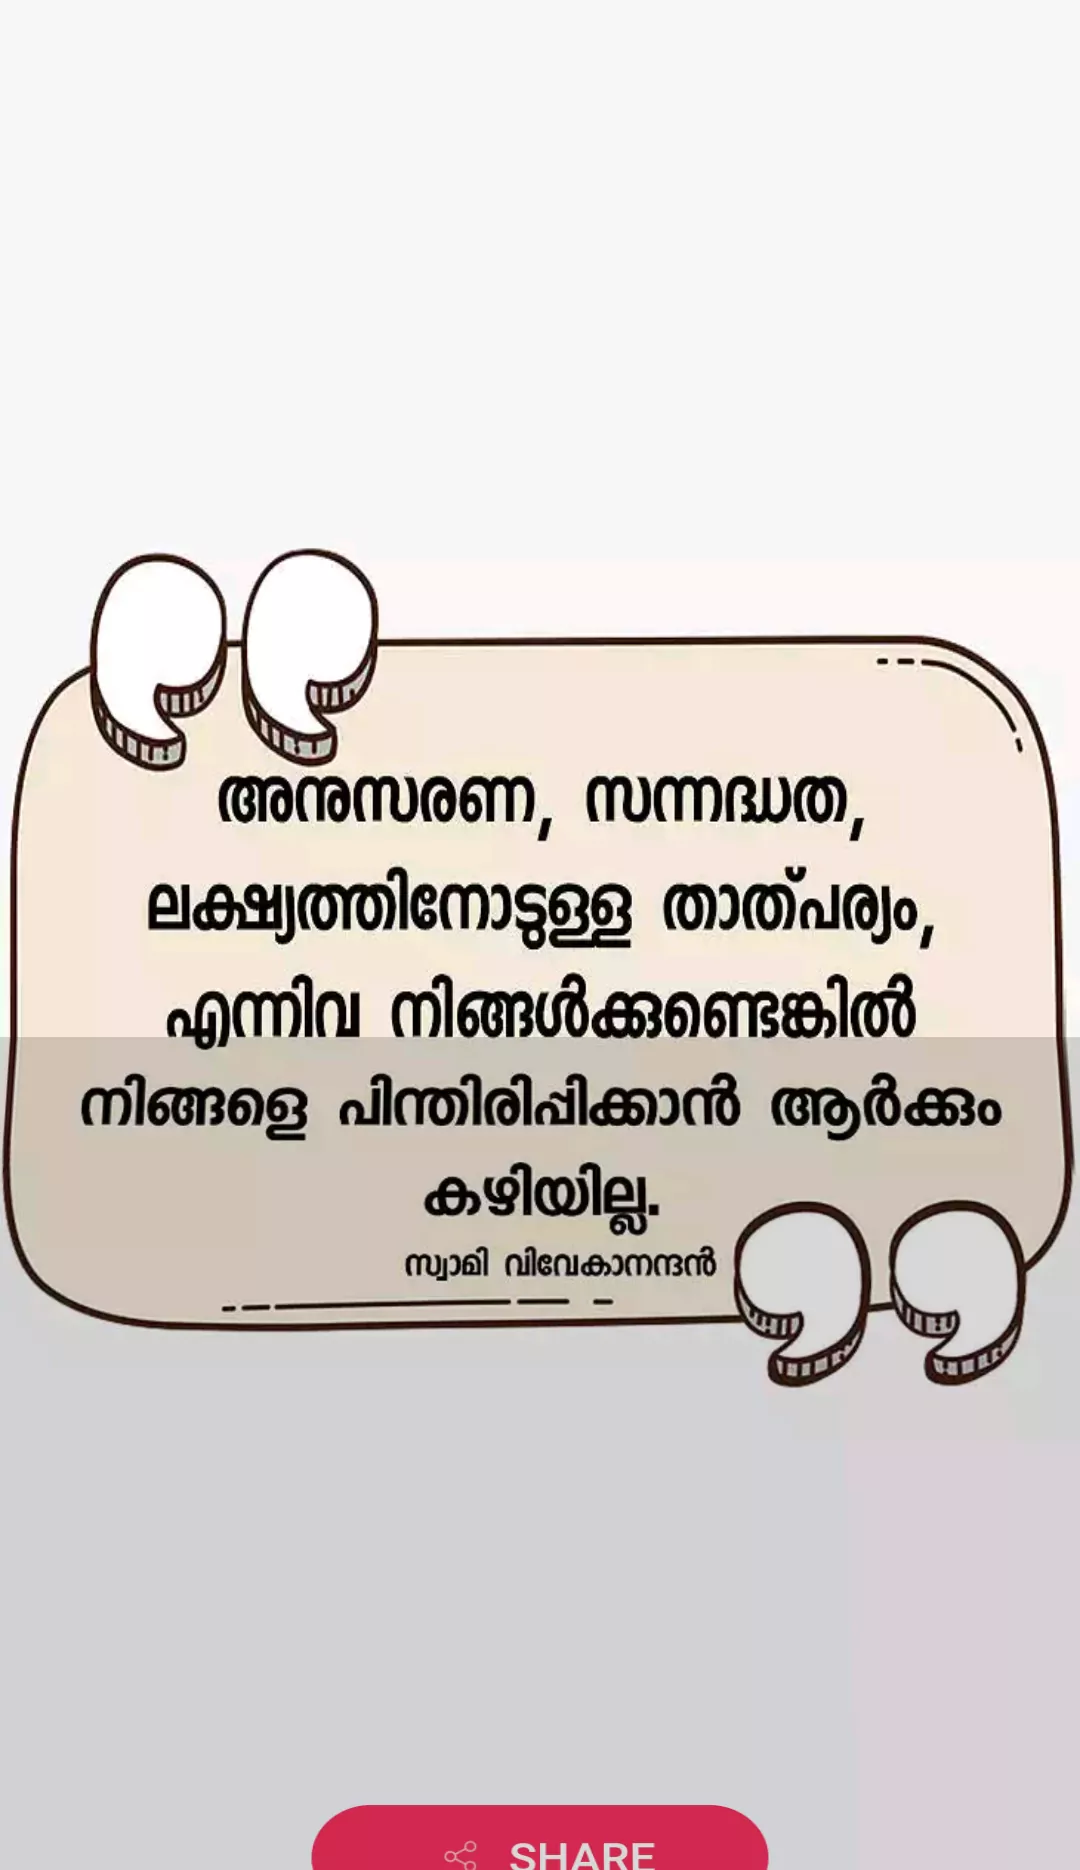 അനുസരണ, സന്നദ്ധത,
ലക്ഷ്യത്തിനോടുള്ള താത്പര്യം,
എന്നിവ നിങ്ങൾക്കുണ്ടെങ്കിൽ
നിങ്ങളെ പിന്തിരിപ്പിക്കാൻ ആർക്കും
കഴിയില്ല.
സ്വാമി വിവേകാനന്ദൻ
SHARE